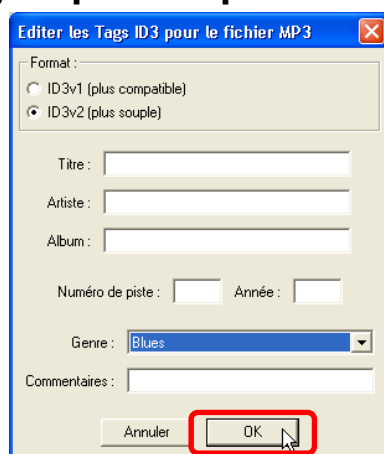 Editer les Tags ID3 pour le fichier MP3
Format :
ID3v1 (plus compatible)
ID3v2 (plus souple)
Titre :
Artiste :
Album :
Numéro de piste : Année :
Genre : Blues
Commentaires :
Annuler OK